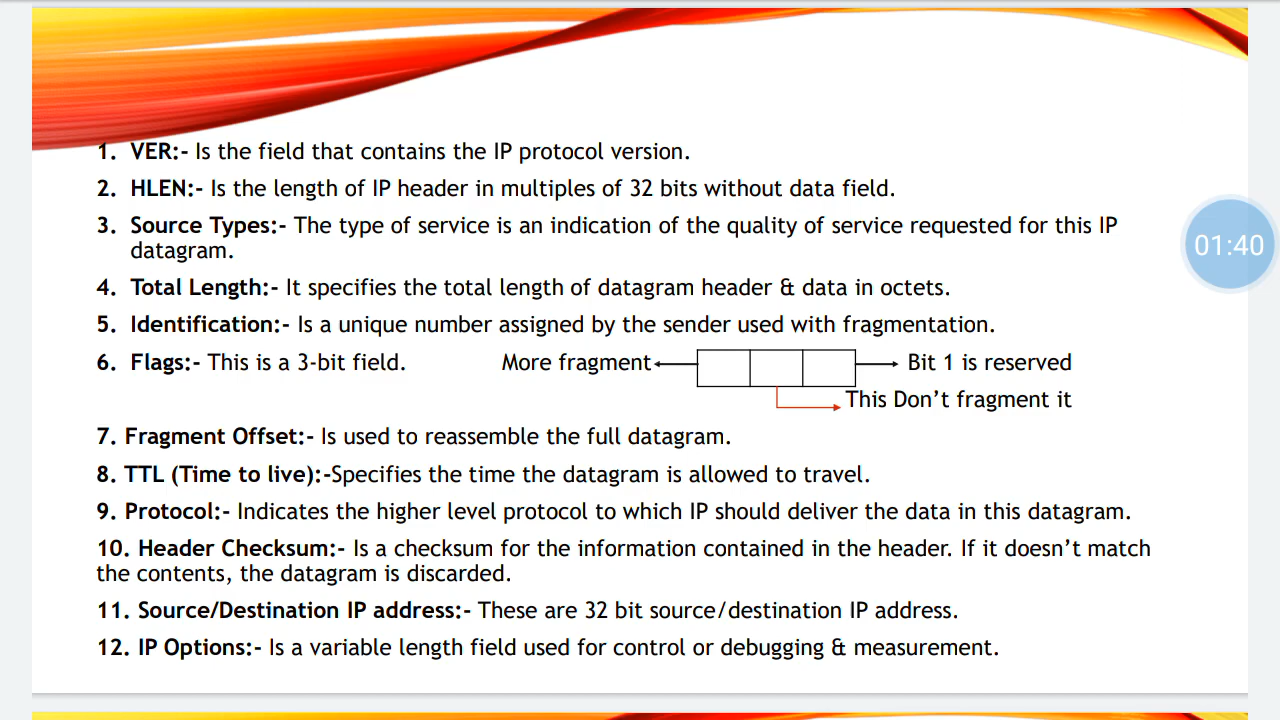 1. VER:- Is the field that contains the IP protocol version.
2. HLEN:- Is the length of IP header in multiples of 32 bits without data field.
3. Source Types:- The type of service is an indication of the quality of service requested for this IP
datagram.
01:40
4. Total Length:- It specifies the total length of datagram header & data in octets.
5. Identification:- Is a unique number assigned by the sender used with fragmentation.
6. Flags:- This is a 3-bit field. More fragment Bit 1 is reserved
This Don’t fragment it
7. Fragment Offset:- Is used to reassemble the full datagram.
8. TTL (Time to live):-Specifies the time the datagram is allowed to travel.
9. Protocol:- Indicates the higher level protocol to which IP should deliver the data in this datagram.
10. Header Checksum:- Is a checksum for the information contained in the header. If it doesn’t match
the contents, the datagram is discarded.
11. Source/Destination IP address:- These are 32 bit source/destination IP address.
12. IP Options:- Is a variable length field used for control or debugging & measurement.